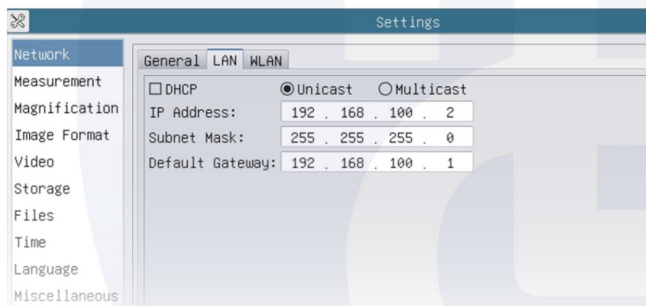 Settings
Network
Measurement
Magnification
Image Format
Video
Storage
Files
Time
Language
Miscellaneous
General LAN WLAN
DHCP Unicast Multicast
IP Address: 192 . 168 . 100 . 2
Subnet Mask: 255 . 255 . 255 . 0
Default Gateway: 192 . 168 . 100 . 1